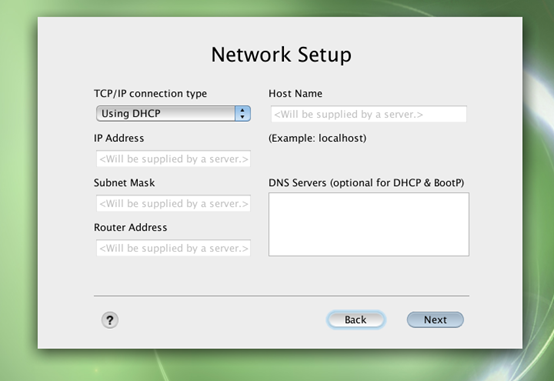 Network Setup
TCP/IP connection type
Using DHCP
IP Address
<Will be supplied by a server.>
Subnet Mask
<Will be supplied by a server.>
Router Address
<Will be supplied by a server.>
Host Name
<Will be supplied by a server.>
(Example: localhost)
DNS Servers (optional for DHCP & BootP)
?
Back
Next